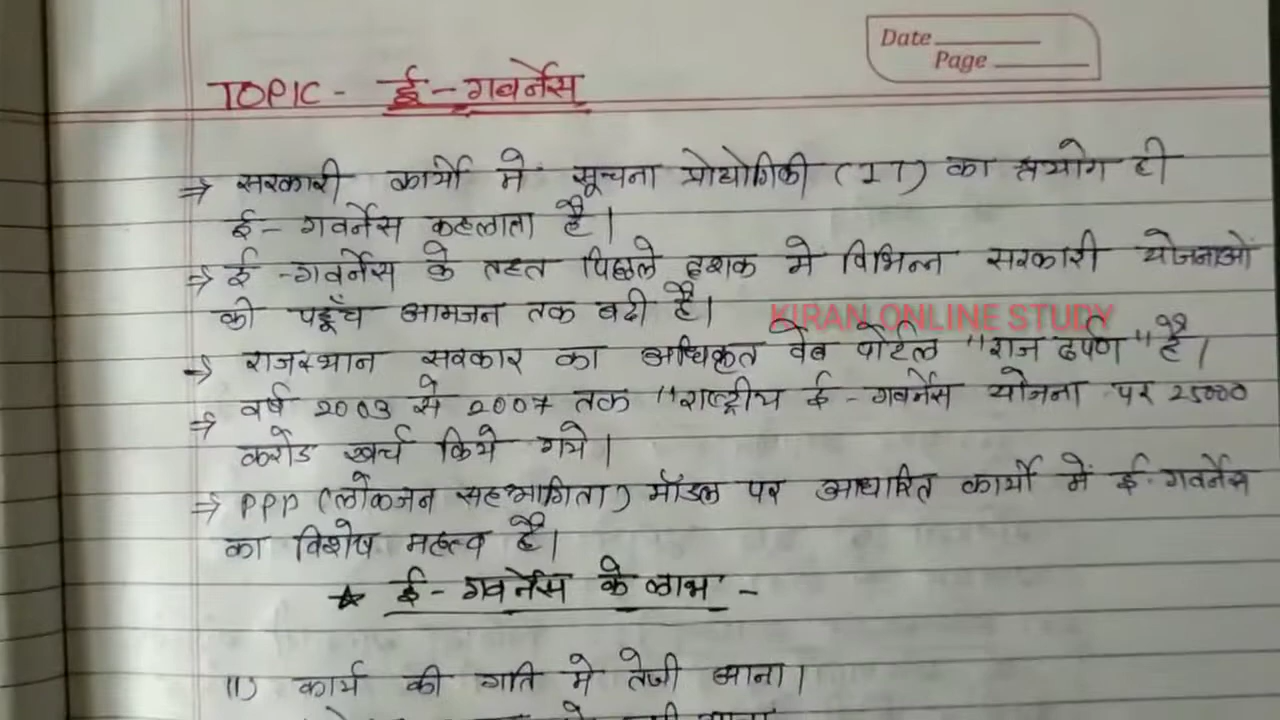 Date
Page
TOPIC - ई-गवर्नेस
⇒ सरकारी कार्यो मे सूचना प्रोद्योगिकी (IT) का प्रयोग ही
ई-गवर्नेस कहलाता है।
⇒ ई-गवर्नेस के तहत पिछले दशक मे विभिन्न सरकारी योजनाओं
की पहूँच आमजन तक बढी है।
KIRAN ONLINE STUDY
→ राजस्थान सरकार का अधिकृत वेब पोर्टल "राज दर्पण" है।
⇒ वर्ष 2003 से 2007 तक "राष्ट्रीय ई-गवर्नेस योजना पर 25000
करोड खर्च किये गये।
⇒ PPP (लोकजन सहभागिता) मॉडल पर आधारित कार्यो में ई-गवर्नेस
का विशेष महत्व है।
★ ई-गवर्नेस के लाभ -
(1) कार्य की गति मे तेजी आना।